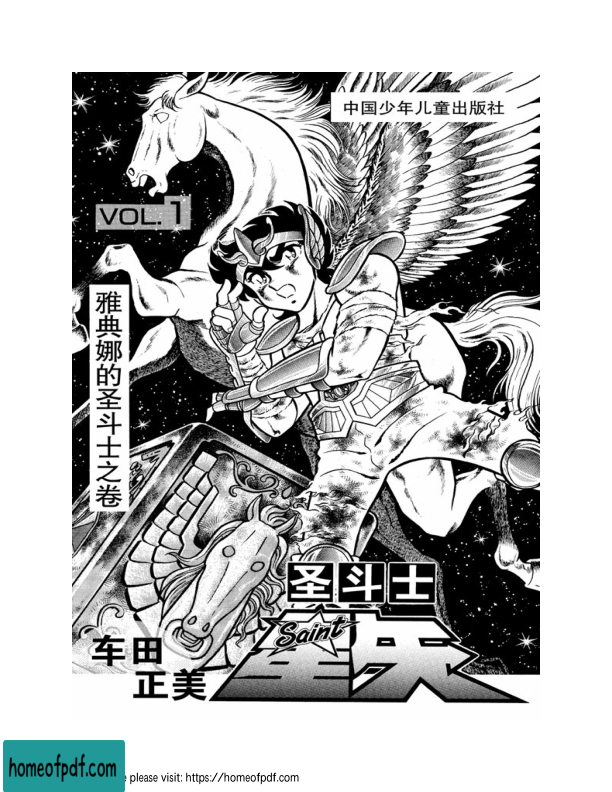 中国少年儿童出版社
VOL.1
雅典娜的圣斗士之卷
圣斗士
Saint
星矢
车田
正美
homeofpdf.com
e please visit: https://homeofpdf.com